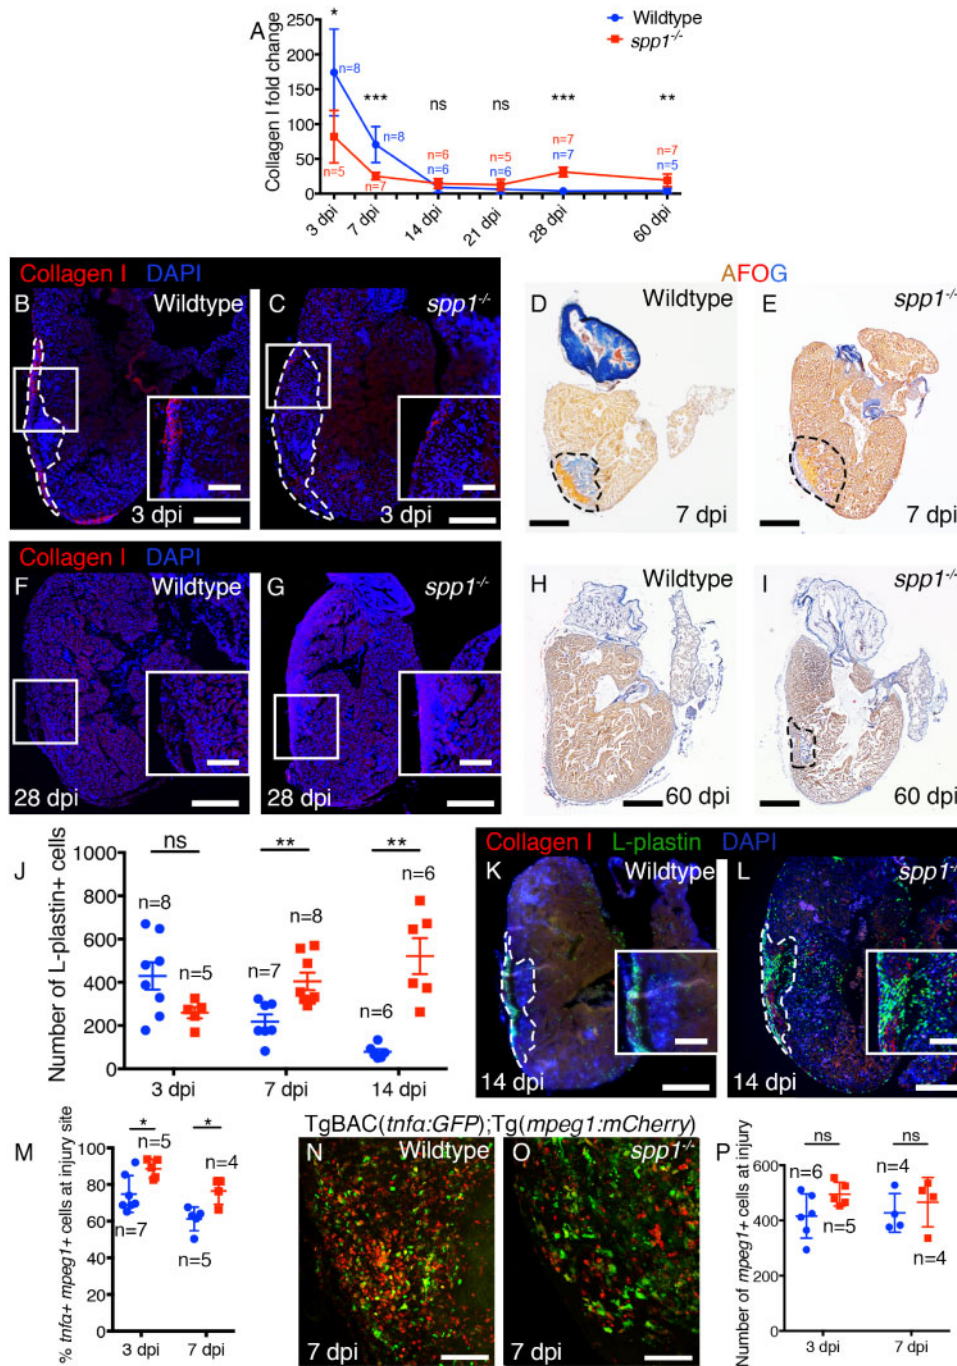 A
Collagen I fold change
250
200
150
100
50
0
*
***
ns
ns
***
**
Wildtype
spp1-/-
n=8
n=8
n=5
n=7
n=6
n=6
n=5
n=6
n=7
n=7
n=7
n=5
3 dpi
7 dpi
14 dpi
21 dpi
28 dpi
60 dpi
Collagen I DAPI
B Wildtype
3 dpi
C spp1-/-
3 dpi
AFOG
D Wildtype
7 dpi
E spp1-/-
7 dpi
Collagen I DAPI
F Wildtype
28 dpi
G spp1-/-
28 dpi
H Wildtype
60 dpi
I spp1-/-
60 dpi
J
Number of L-plastin+ cells
1000
800
600
400
200
0
ns
**
**
n=8
n=5
n=7
n=8
n=6
n=6
3 dpi
7 dpi
14 dpi
Collagen I L-plastin DAPI
K Wildtype
14 dpi
L spp1-/-
14 dpi
M
% tnfα+ mpeg1+ cells at injury site
100
80
60
40
20
0
*
*
n=5
n=7
n=4
n=5
3 dpi
7 dpi
TgBAC(tnfα:GFP);Tg(mpeg1:mCherry)
N Wildtype
7 dpi
O spp1-/-
7 dpi
P
Number of mpeg1+ cells at injury
600
400
200
0
ns
ns
n=6
n=5
n=4
n=4
3 dpi
7 dpi